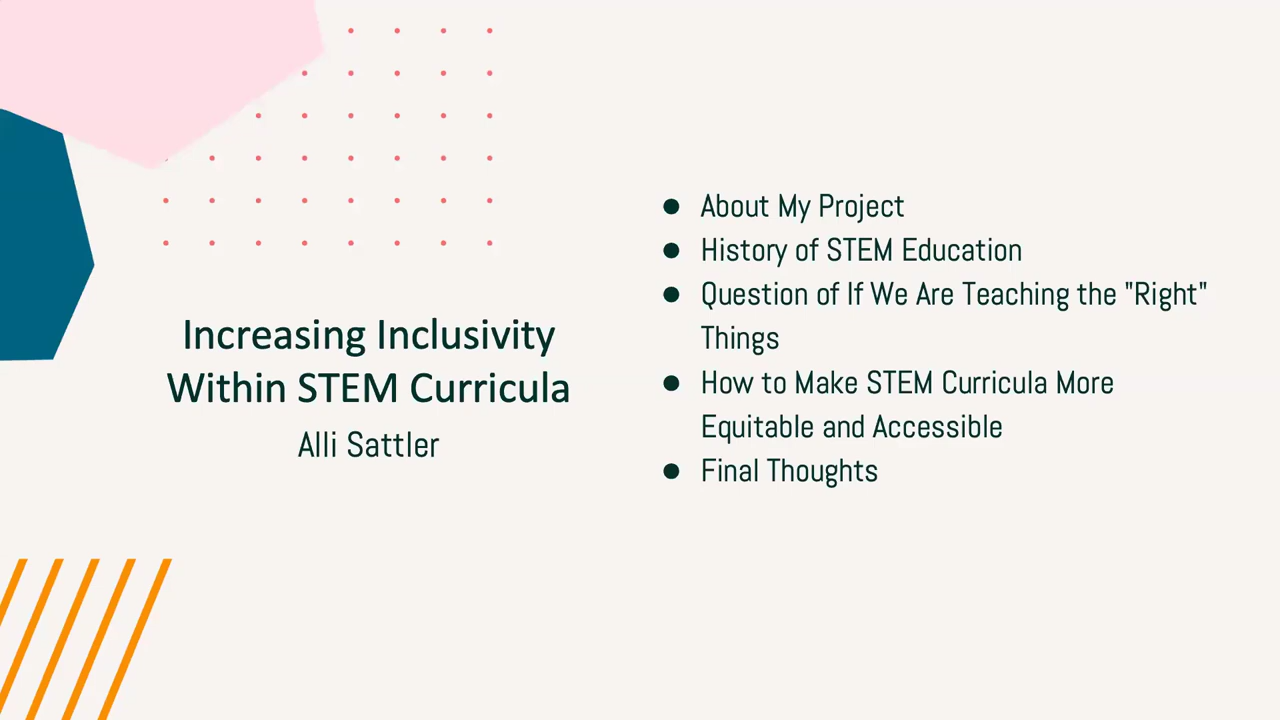 Increasing Inclusivity
Within STEM Curricula
Alli Sattler
● About My Project
● History of STEM Education
● Question of If We Are Teaching the "Right"
Things
● How to Make STEM Curricula More
Equitable and Accessible
● Final Thoughts